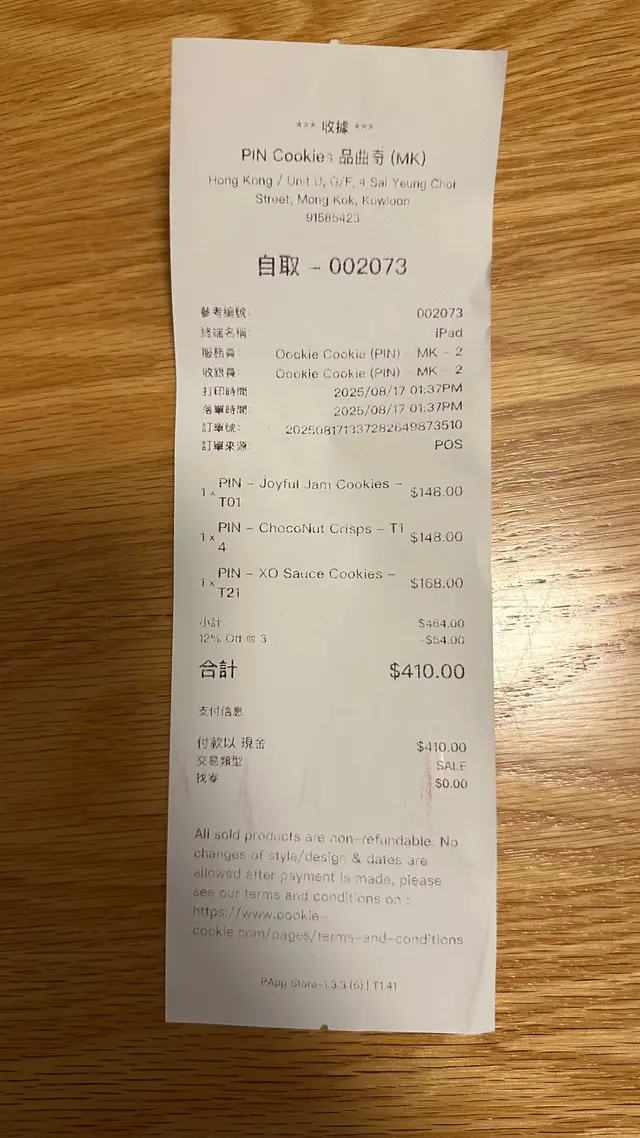 *** 收據 ***
PIN Cookies 品曲奇 (MK)
Hong Kong / Unit D, G/F, 4 Sai Yeung Choi
Street, Mong Kok, Kowloon
91585423
自取 - 002073
參考編號: 002073
終端名稱: iPad
服務員: Cookie Cookie (PIN) - MK - 2
收銀員: Cookie Cookie (PIN) - MK - 2
打印時間: 2025/08/17 01:37PM
落單時間: 2025/08/17 01:37PM
訂單號: 202508171337282649873510
訂單來源: POS
1 x PIN - Joyful Jam Cookies - T01 $148.00
1 x PIN - ChocoNut Crisps - T14 $148.00
1 x PIN - XO Sauce Cookies - T21 $168.00
小計 $464.00
12% Off @ 3 -$54.00
合計 $410.00
支付信息
付款以 現金 $410.00
交易類型 SALE
找零 $0.00
All sold products are non-refundable. No
changes of style/design & dates are
allowed after payment is made, please
see our terms and conditions on :
https://www.cookie-
cookie.com/pages/terms-and-conditions
PApp Store-1.3.3 (6) | T1.41